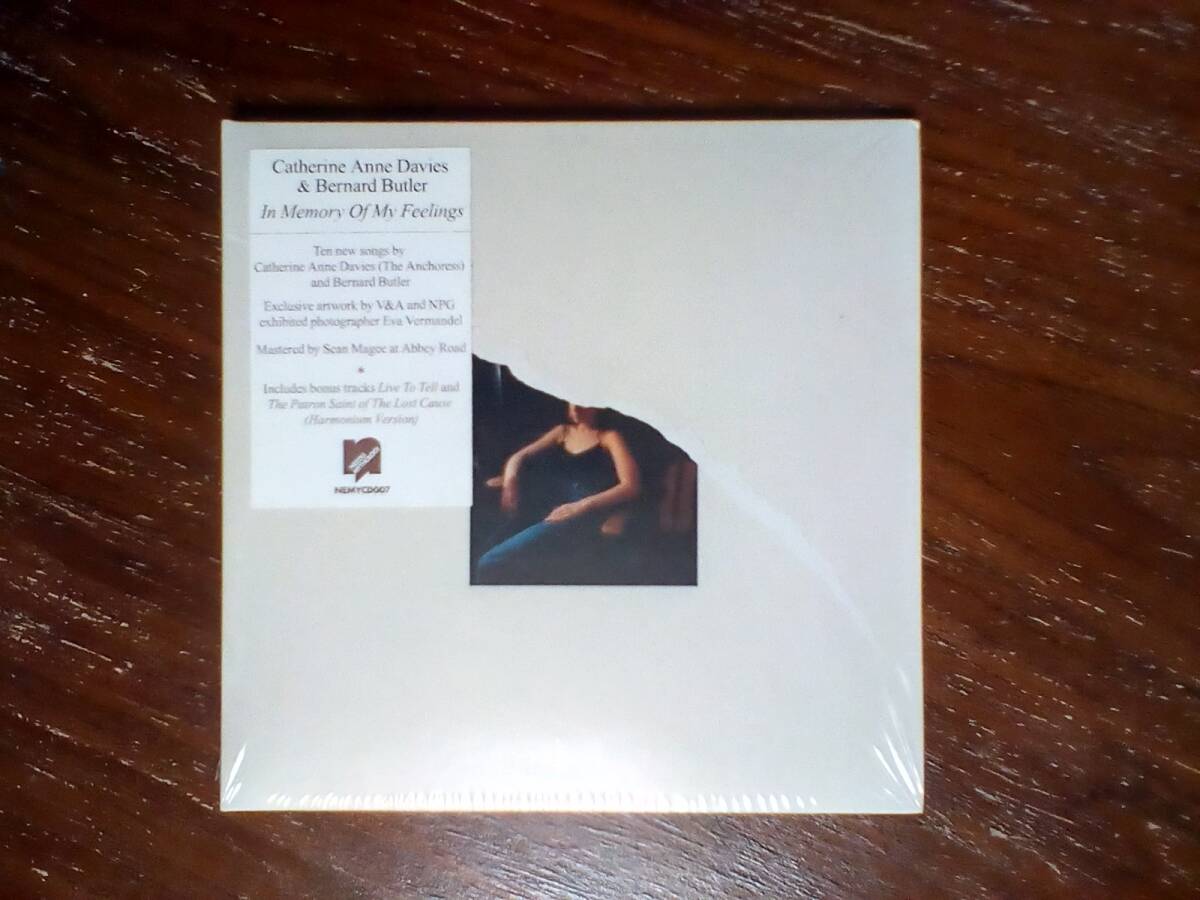 Catherine Anne Davies
& Bernard Butler
In Memory Of My Feelings
Ten new songs by
Catherine Anne Davies (The Anchoress)
and Bernard Butler
Exclusive artwork by V&A and NPG
exhibited photographer Eva Vermandel
Mastered by Sean Magee at Abbey Road
*
Includes bonus tracks Live To Tell and
The Patron Saint of The Lost Cause
(Harmonium Version)
NEMYCD007